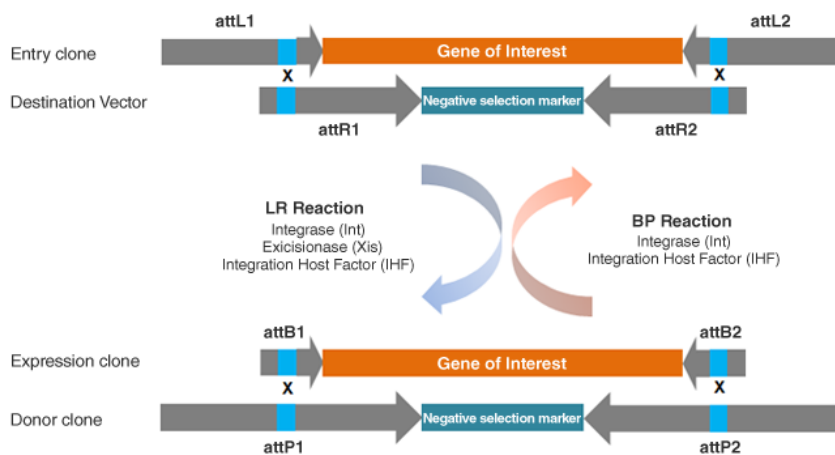 attL1
attL2
Entry clone
Gene of Interest
X
X
Destination Vector
Negative selection marker
attR1
attR2
LR Reaction
Integrase (Int)
Exicisionase (Xis)
Integration Host Factor (IHF)
BP Reaction
Integrase (Int)
Integration Host Factor (IHF)
attB1
attB2
Expression clone
Gene of Interest
X
X
Donor clone
Negative selection marker
attP1
attP2